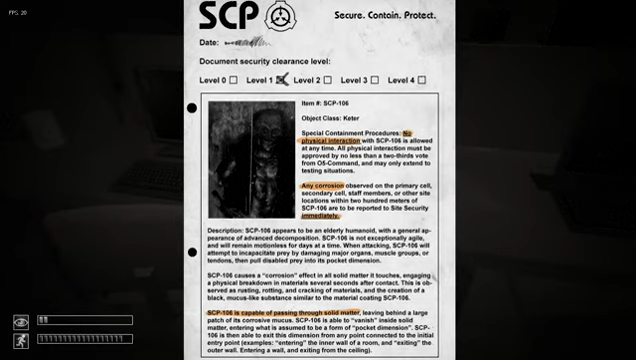 FPS: 20
SCP
Secure. Contain. Protect.
Date:
Document security clearance level:
Level 0 Level 1 Level 2 Level 3 Level 4
Item #: SCP-106
Object Class: Keter
Special Containment Procedures: No
physical interaction with SCP-106 is allowed
at any time. All physical interaction must be
approved by no less than a two-thirds vote
from O5-Command, and may only extend to
testing situations.
Any corrosion observed on the primary cell,
secondary cell, staff members, or other site
locations within two hundred meters of
SCP-106 are to be reported to Site Security
immediately.
Description: SCP-106 appears to be an elderly humanoid, with a general ap-
pearance of advanced decomposition. SCP-106 is not exceptionally agile,
and will remain motionless for days at a time. When attacking, SCP-106 will
attempt to incapacitate prey by damaging major organs, muscle groups, or
tendons, then pull disabled prey into its pocket dimension.
SCP-106 causes a "corrosion" effect in all solid matter it touches, engaging
a physical breakdown in materials several seconds after contact. This is ob-
served as rusting, rotting, and cracking of materials, and the creation of a
black, mucus-like substance similar to the material coating SCP-106.
SCP-106 is capable of passing through solid matter, leaving behind a large
patch of its corrosive mucus. SCP-106 is able to "vanish" inside solid
matter, entering what is assumed to be a form of "pocket dimension". SCP-
106 is then able to exit this dimension from any point connected to the initial
entry point (examples: "entering" the inner wall of a room, and "exiting" the
outer wall. Entering a wall, and exiting from the ceiling).